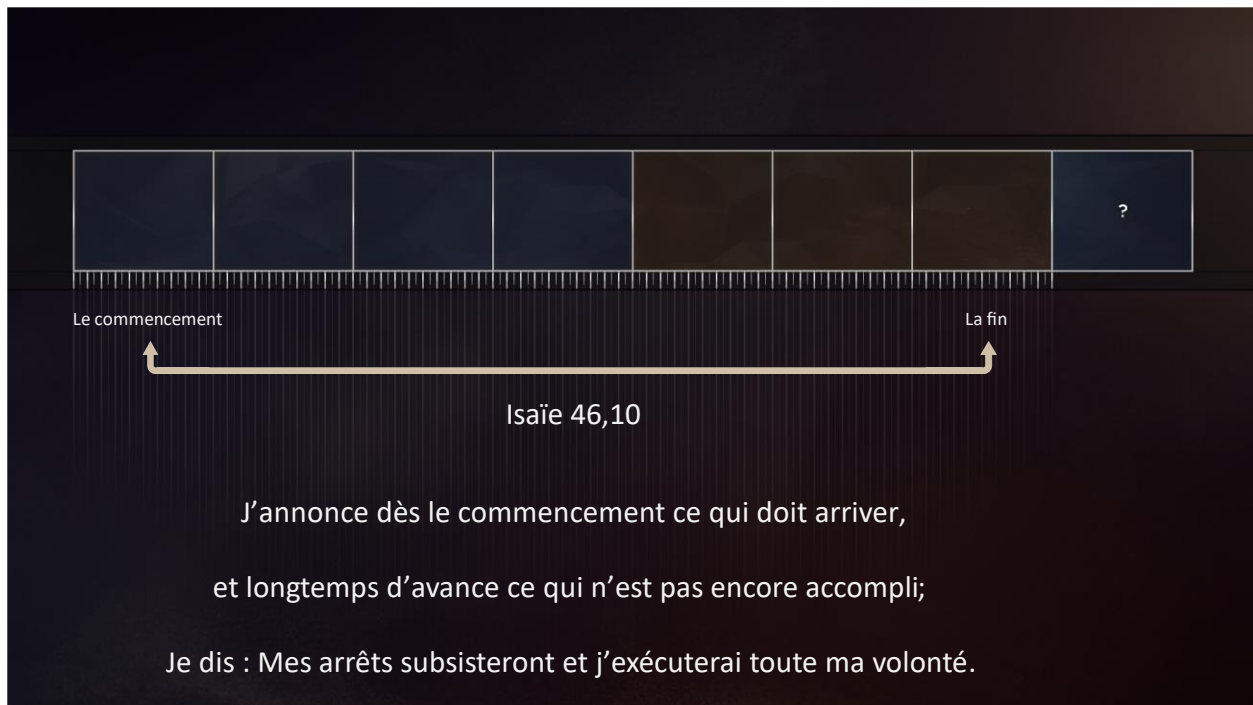 ?
Le commencement
La fin
Isaïe 46,10
J’annonce dès le commencement ce qui doit arriver,
et longtemps d’avance ce qui n’est pas encore accompli;
Je dis : Mes arrêts subsisteront et j’exécuterai toute ma volonté.